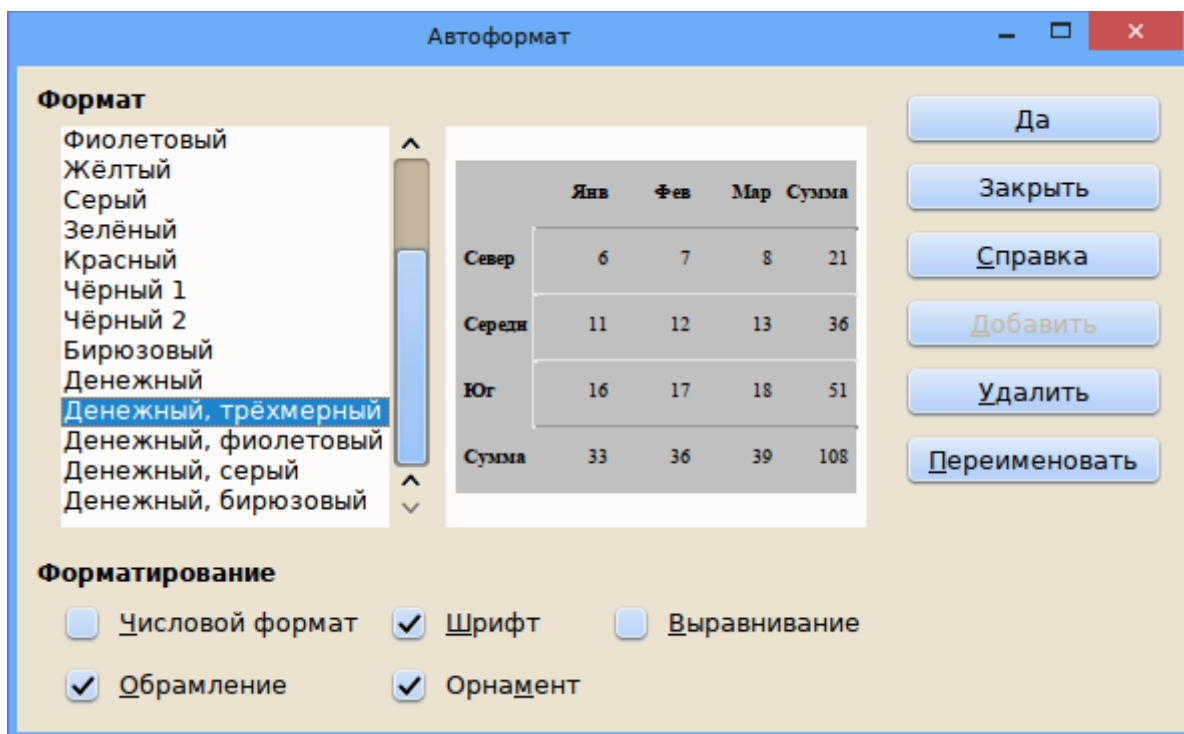 Автоформат
Формат
Фиолетовый
Жёлтый
Серый
Зелёный
Красный
Чёрный 1
Чёрный 2
Бирюзовый
Денежный
Денежный, трёхмерный
Денежный, фиолетовый
Денежный, серый
Денежный, бирюзовый
Янв Фев Мар Сумма
Север 6 7 8 21
Середи 11 12 13 36
Юг 16 17 18 51
Сумма 33 36 39 108
Да
Закрыть
Справка
Добавить
Удалить
Переименовать
Форматирование
Числовой формат Шрифт Выравнивание
Обрамление Орнамент